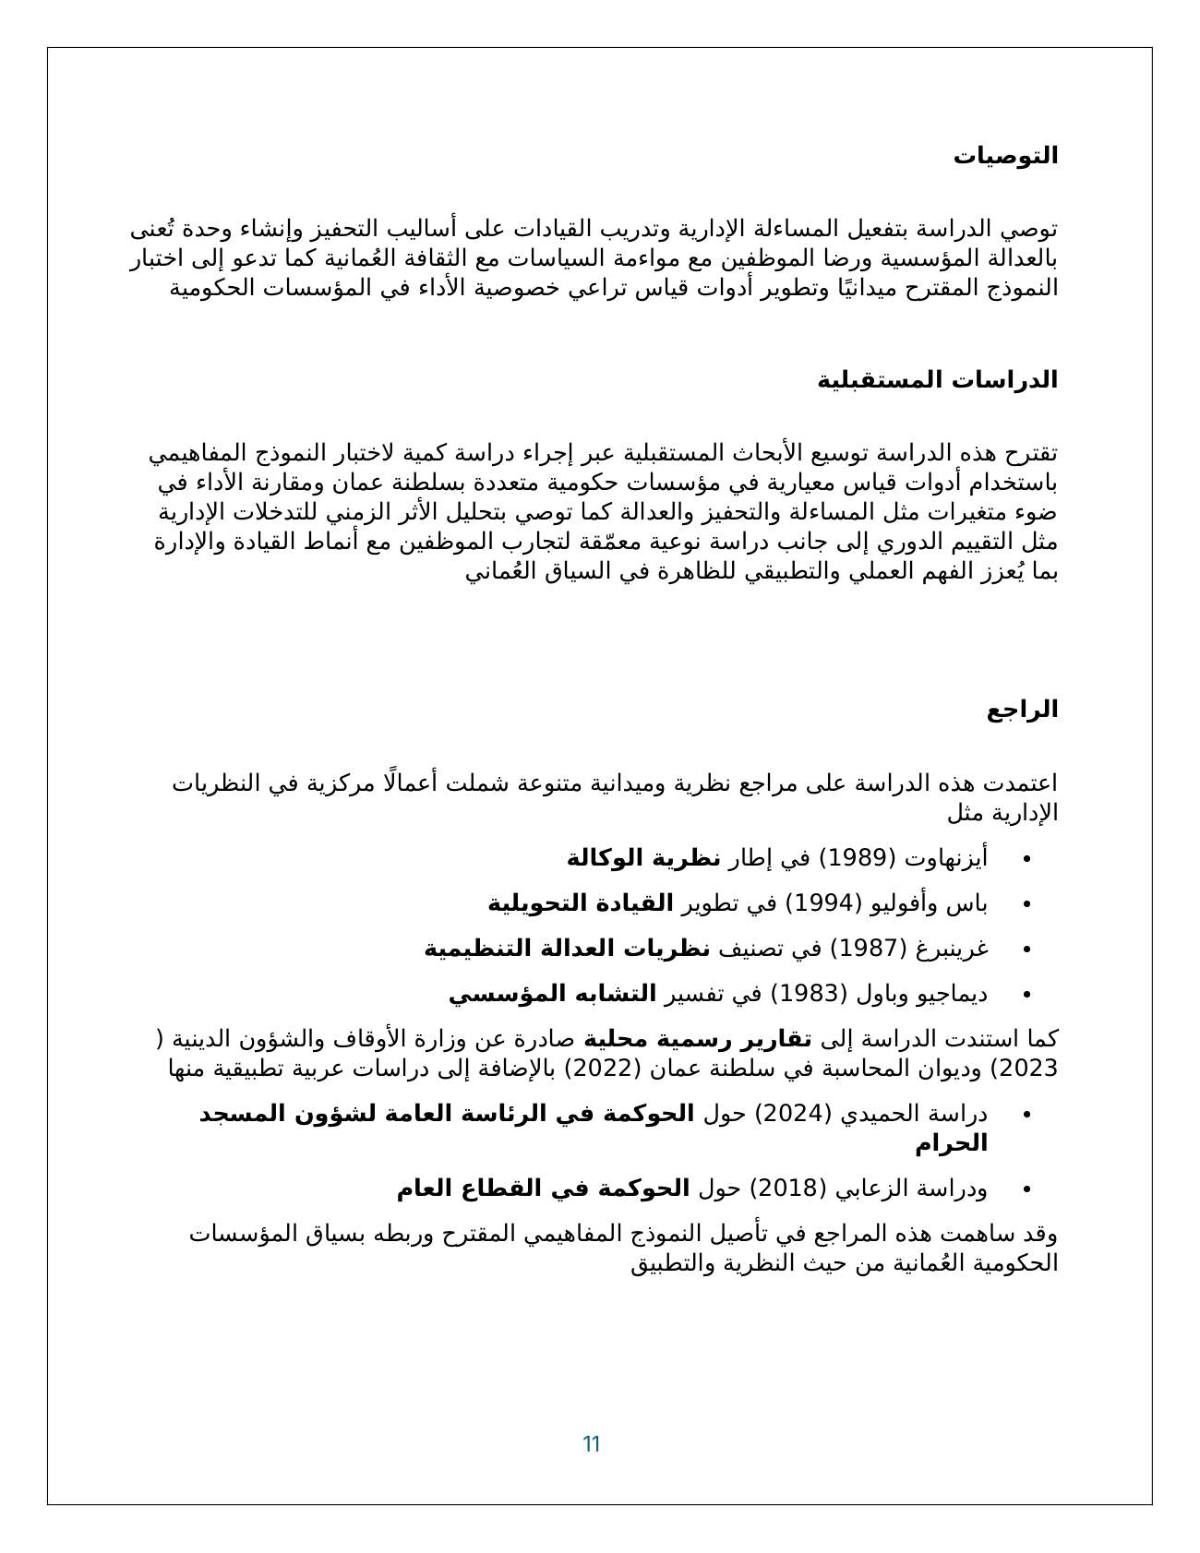 التوصيات
توصي الدراسة بتفعيل المساءلة الإدارية وتدريب القيادات على أساليب التحفيز وإنشاء وحدة تُعنى
بالعدالة المؤسسية ورضا الموظفين مع مواءمة السياسات مع الثقافة العُمانية كما تدعو إلى اختبار
النموذج المقترح ميدانيًا وتطوير أدوات قياس تراعي خصوصية الأداء في المؤسسات الحكومية
الدراسات المستقبلية
تقترح هذه الدراسة توسيع الأبحاث المستقبلية عبر إجراء دراسة كمية لاختبار النموذج المفاهيمي
باستخدام أدوات قياس معيارية في مؤسسات حكومية متعددة بسلطنة عمان ومقارنة الأداء في
ضوء متغيرات مثل المساءلة والتحفيز والعدالة كما توصي بتحليل الأثر الزمني للتدخلات الإدارية
مثل التقييم الدوري إلى جانب دراسة نوعية معمّقة لتجارب الموظفين مع أنماط القيادة والإدارة
بما يُعزز الفهم العملي والتطبيقي للظاهرة في السياق العُماني
الراجع
اعتمدت هذه الدراسة على مراجع نظرية وميدانية متنوعة شملت أعمالًا مركزية في النظريات
الإدارية مثل
• أيزنهاوت (1989) في إطار نظرية الوكالة
• باس وأفوليو (1994) في تطوير القيادة التحويلية
• غرينبرغ (1987) في تصنيف نظريات العدالة التنظيمية
• ديماجيو وباول (1983) في تفسير التشابه المؤسسي
كما استندت الدراسة إلى تقارير رسمية محلية صادرة عن وزارة الأوقاف والشؤون الدينية (
2023) وديوان المحاسبة في سلطنة عمان (2022) بالإضافة إلى دراسات عربية تطبيقية منها
• دراسة الحميدي (2024) حول الحوكمة في الرئاسة العامة لشؤون المسجد
الحرام
• ودراسة الزعابي (2018) حول الحوكمة في القطاع العام
وقد ساهمت هذه المراجع في تأصيل النموذج المفاهيمي المقترح وربطه بسياق المؤسسات
الحكومية العُمانية من حيث النظرية والتطبيق
11